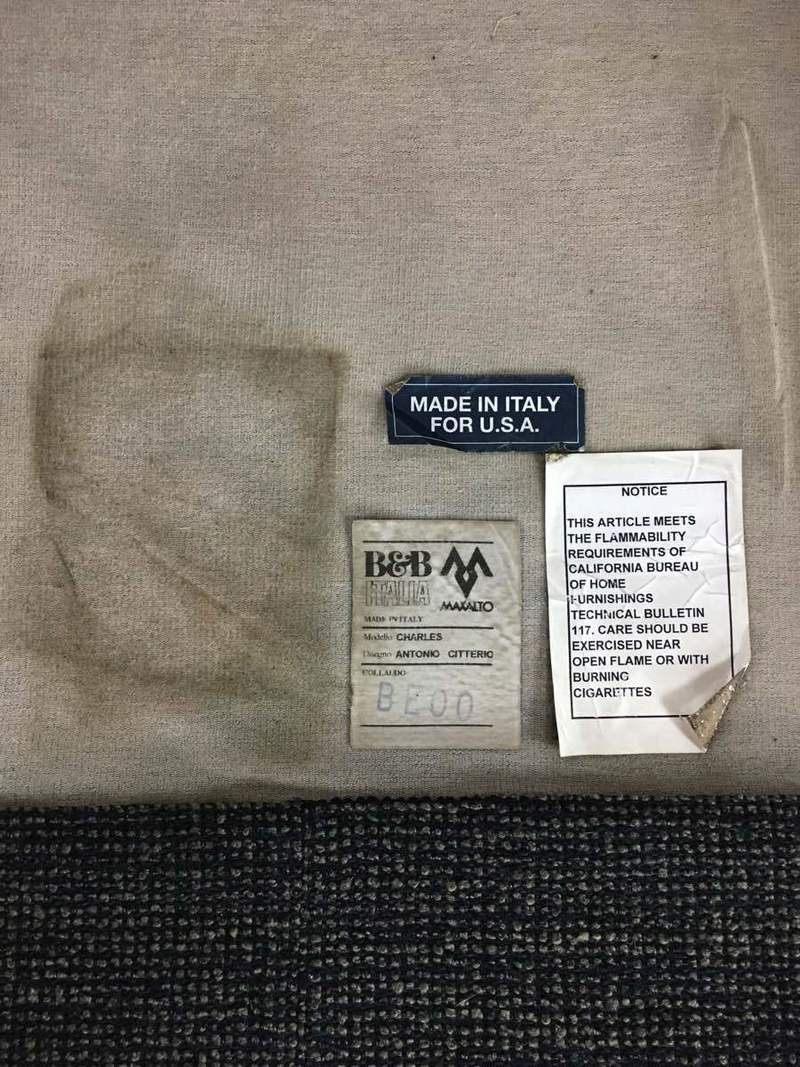 MADE IN ITALY
FOR U.S.A.
NOTICE
THIS ARTICLE MEETS
THE FLAMMABILITY
REQUIREMENTS OF
CALIFORNIA BUREAU
OF HOME
FURNISHINGS
TECHNICAL BULLETIN
117. CARE SHOULD BE
EXERCISED NEAR
OPEN FLAME OR WITH
BURNING
CIGARETTES
B&B
ITALIA
MAXALTO
MADE IN ITALY
Modello CHARLES
Disegno ANTONIO CITTERIO
COLLAUDO
BE00